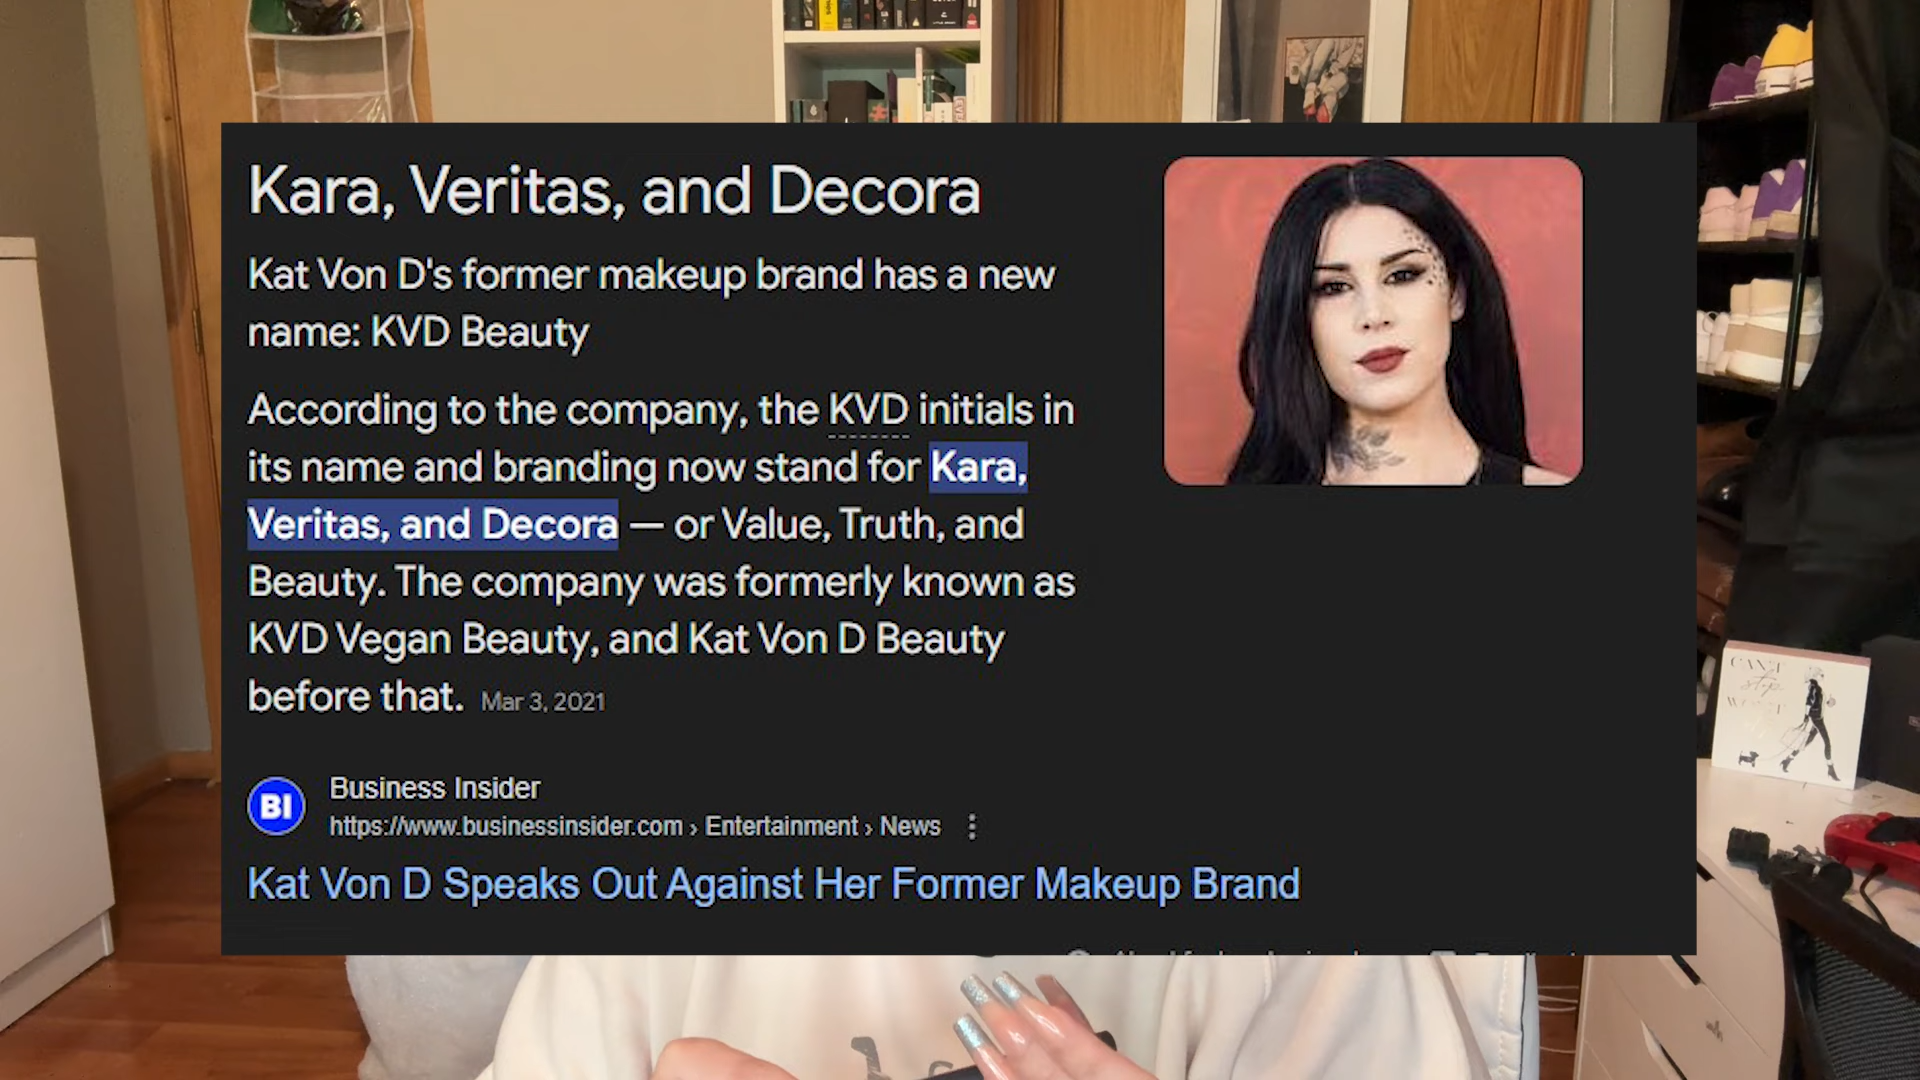 Kara, Veritas, and Decora
Kat Von D's former makeup brand has a new
name: KVD Beauty
According to the company, the KVD initials in
its name and branding now stand for Kara,
Veritas, and Decora — or Value, Truth, and
Beauty. The company was formerly known as
KVD Vegan Beauty, and Kat Von D Beauty
before that. Mar 3, 2021
BI
Business Insider
https://www.businessinsider.com › Entertainment › News
Kat Von D Speaks Out Against Her Former Makeup Brand
CAN'T
stop